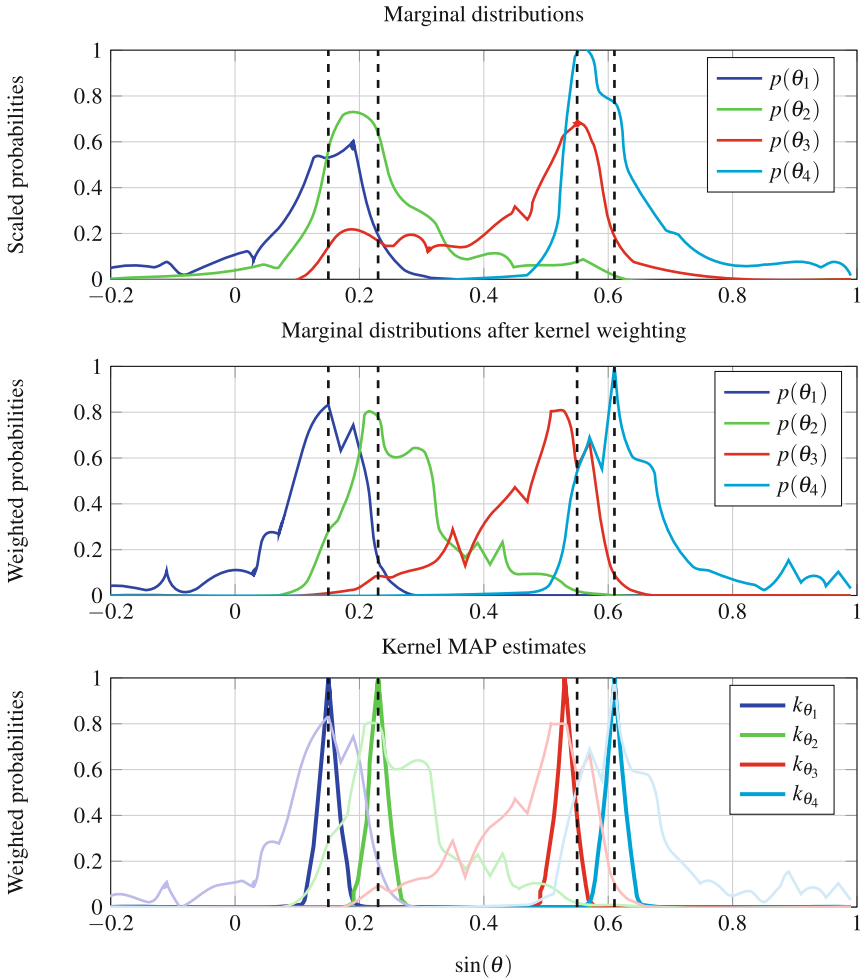 Marginal distributions
Scaled probabilities
1
0.8
0.6
0.4
0.2
0
−0.2 0 0.2 0.4 0.6 0.8 1
p(θ₁)
p(θ₂)
p(θ₃)
p(θ₄)
Marginal distributions after kernel weighting
Weighted probabilities
1
0.8
0.6
0.4
0.2
0
−0.2 0 0.2 0.4 0.6 0.8 1
p(θ₁)
p(θ₂)
p(θ₃)
p(θ₄)
Kernel MAP estimates
Weighted probabilities
1
0.8
0.6
0.4
0.2
0
−0.2 0 0.2 0.4 0.6 0.8 1
k_θ₁
k_θ₂
k_θ₃
k_θ₄
sin(θ)